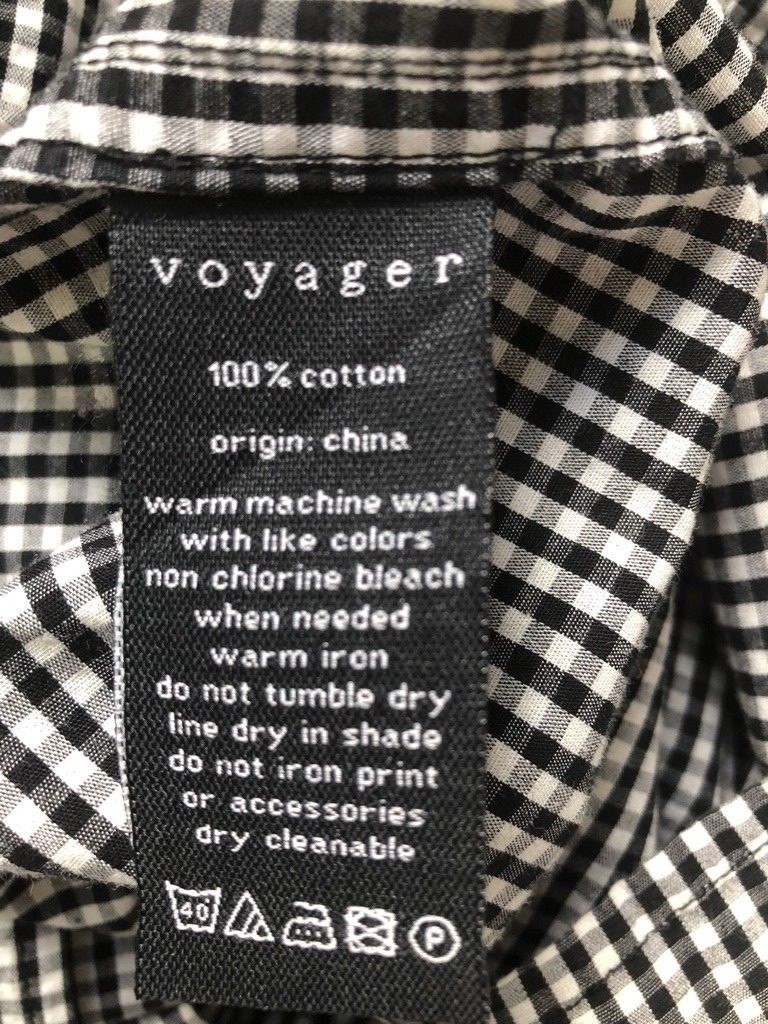 voyager
100% cotton
origin: china
warm machine wash
with like colors
non chlorine bleach
when needed
warm iron
do not tumble dry
line dry in shade
do not iron print
or accessories
dry cleanable
40 P